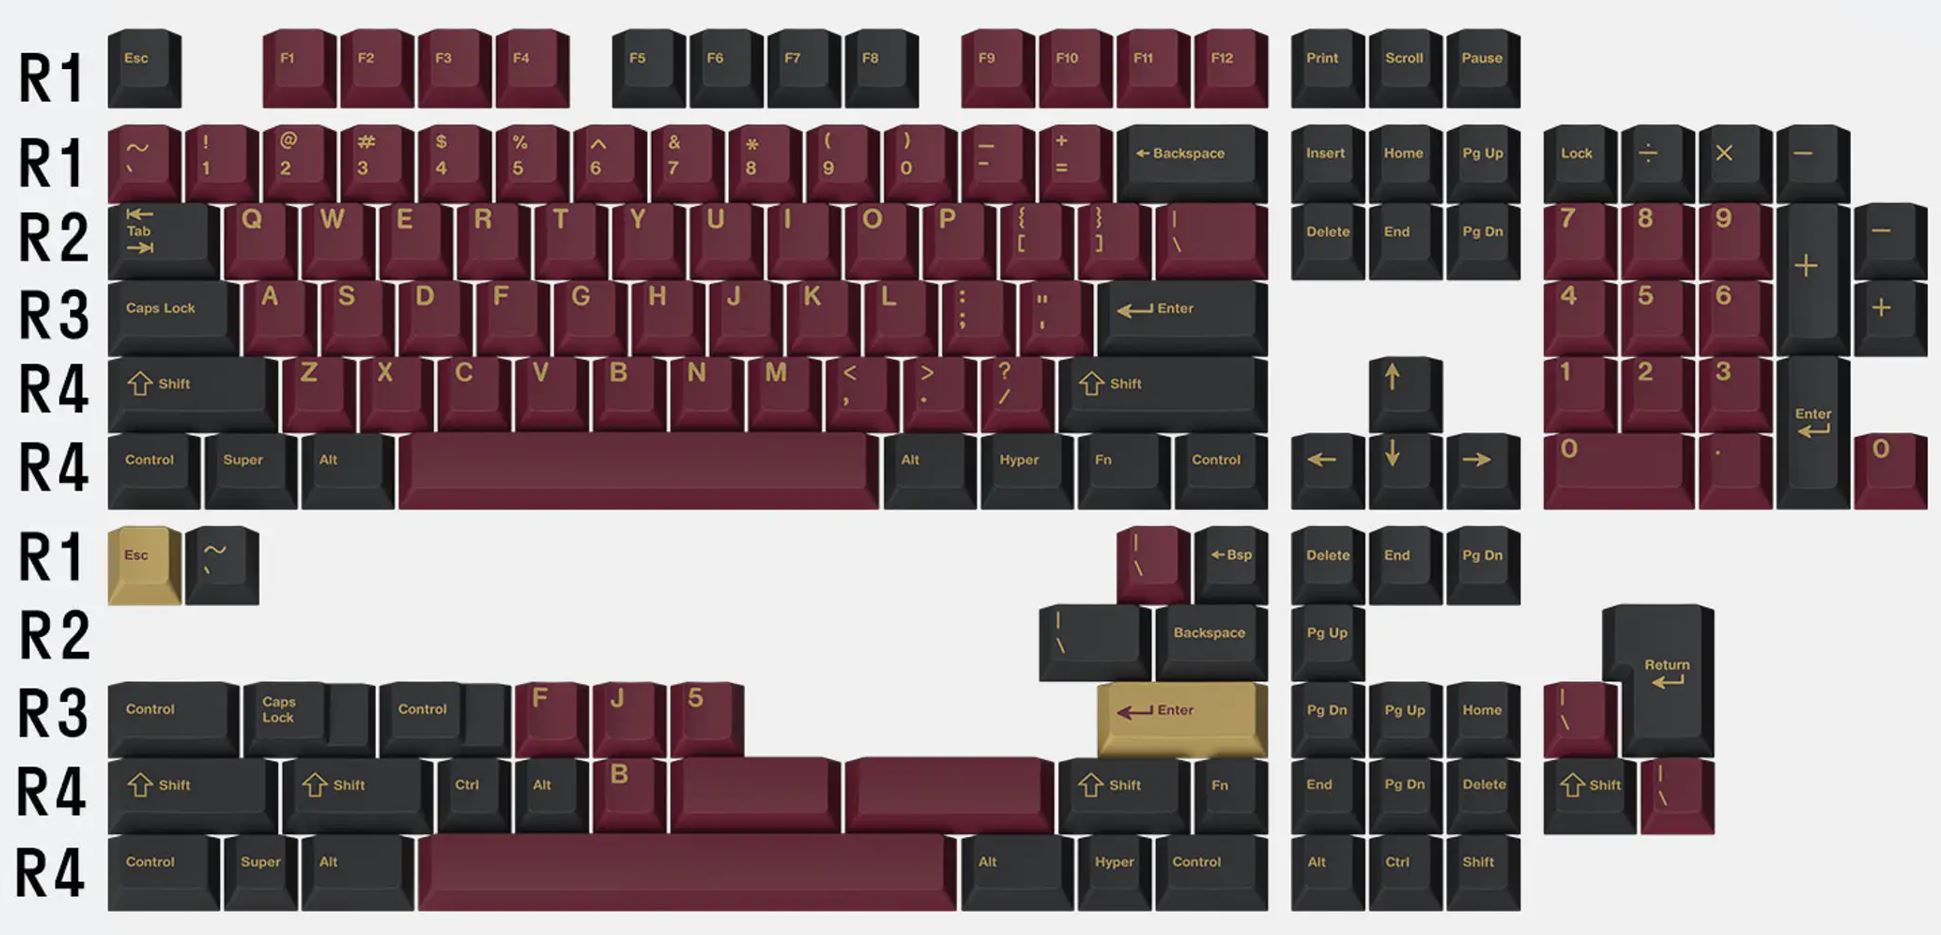 R1 Esc F1 F2 F3 F4 F5 F6 F7 F8 F9 F10 F11 F12 Print Scroll Pause
R1 ~ ` ! 1 @ 2 # 3 $ 4 % 5 ^ 6 & 7 * 8 ( 9 ) 0 — - + = ← Backspace Insert Home Pg Up Lock ÷ × −
R2 Tab Q W E R T Y U I O P { [ } ] | \ Delete End Pg Dn 7 8 9 + −
R3 Caps Lock A S D F G H J K L : ; " ' Enter 4 5 6 +
R4 Shift Z X C V B N M < , > . ? / Shift ↑ 1 2 3 Enter
R4 Control Super Alt Alt Hyper Fn Control ← ↓ → 0 . 0
R1 Esc ~ ` | \ ←Bsp Delete End Pg Dn
R2 | \ Backspace Pg Up Return
R3 Control Caps Lock Control F J 5 Enter Pg Dn Pg Up Home | \
R4 Shift Shift Ctrl Alt B Shift Fn End Pg Dn Delete Shift | \
R4 Control Super Alt Alt Hyper Control Alt Ctrl Shift